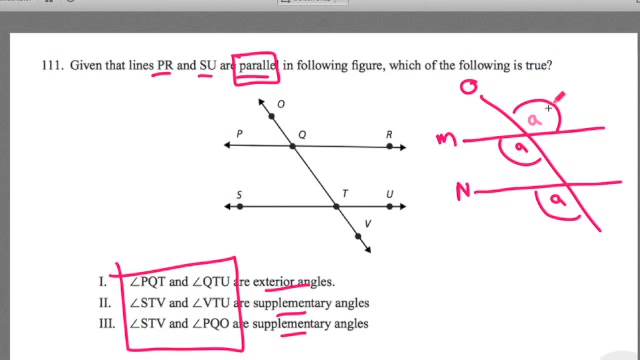 111. Given that lines PR and SU are parallel in following figure, which of the following is true?
O
P
Q
R
S
T
U
V
I. ∠PQT and ∠QTU are exterior angles.
II. ∠STV and ∠VTU are supplementary angles
III. ∠STV and ∠PQO are supplementary angles
O
a
M
a
N
a